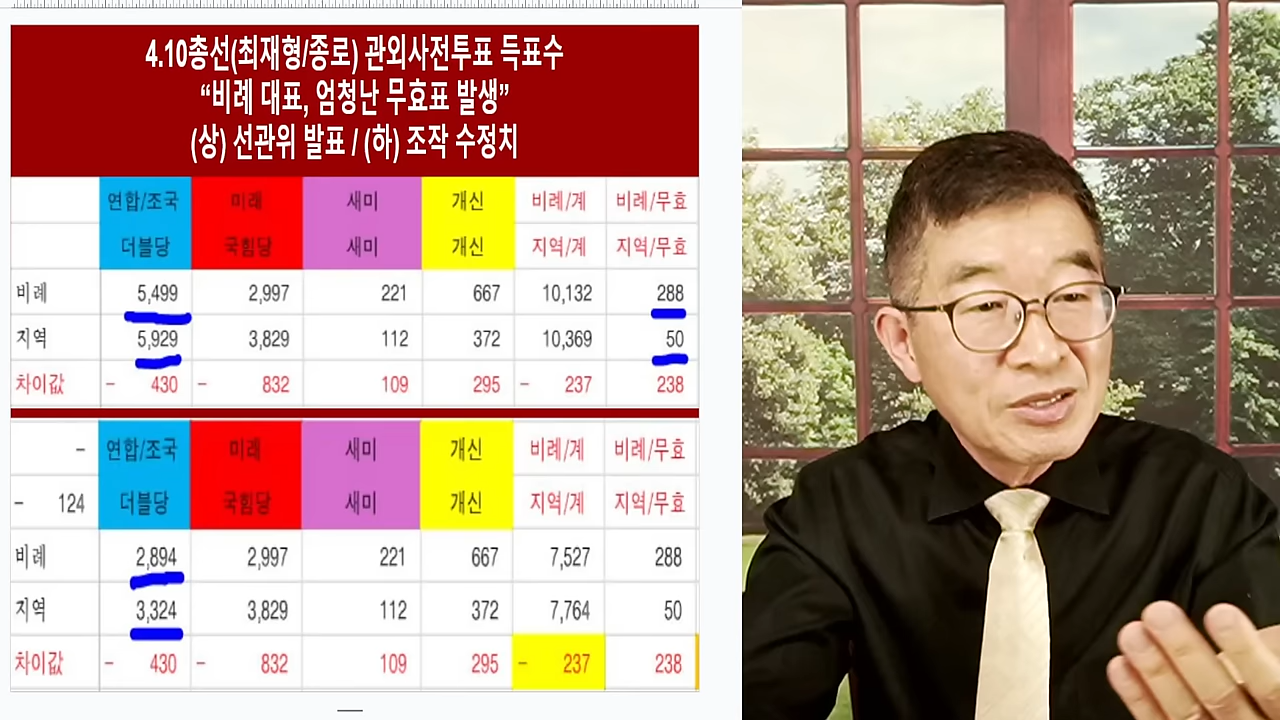 4.10총선(최재형/종로) 관외사전투표 득표수
“비례 대표, 엄청난 무효표 발생”
(상) 선관위 발표 / (하) 조작 수정치
연합/조국 미래 새미 개신 비례/계 비례/무효
더블당 국힘당 새미 개신 지역/계 지역/무효
비례 5,499 2,997 221 667 10,132 288
지역 5,929 3,829 112 372 10,369 50
차이값 - 430 - 832 109 295 - 237 238
- 연합/조국 미래 새미 개신 비례/계 비례/무효
- 124 더블당 국힘당 새미 개신 지역/계 지역/무효
비례 2,894 2,997 221 667 7,527 288
지역 3,324 3,829 112 372 7,764 50
차이값 - 430 - 832 109 295 - 237 238